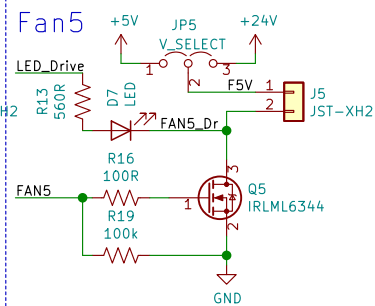 Fan5
+5V
JP5
+24V
V_SELECT
1
2
3
LED_Drive
F5V
1
2
J5
JST-XH2
R13
560R
D7
LED
H2
FAN5_Dr
R16
100R
3
Q5
IRLML6344
FAN5
1
R19
100k
2
GND